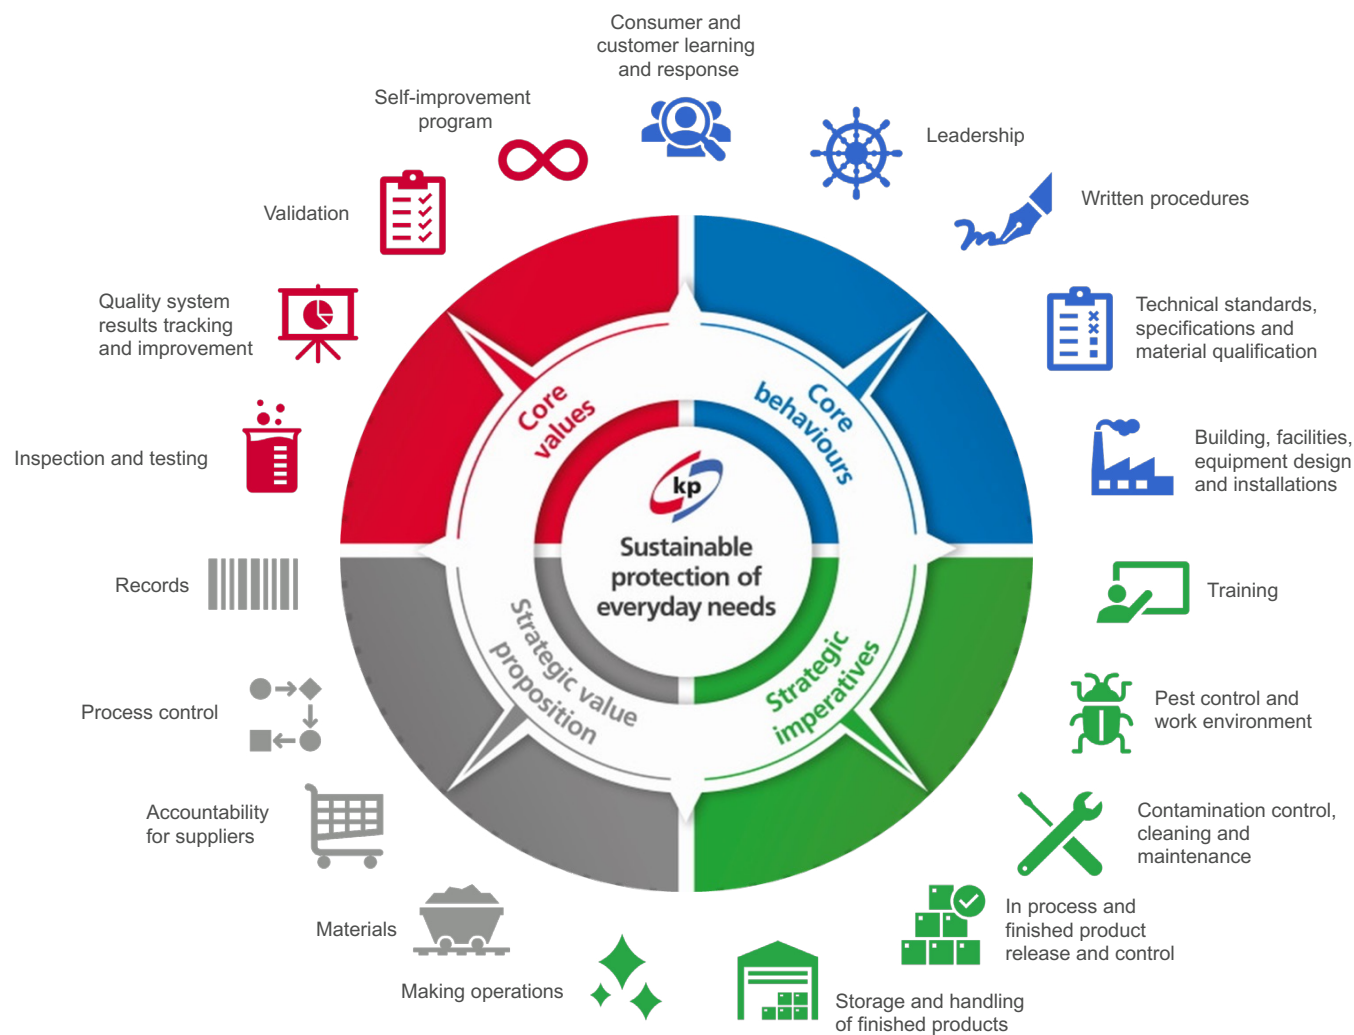 Consumer and
customer learning
and response
Leadership
Written procedures
Technical standards,
specifications and
material qualification
Building, facilities,
equipment design
and installations
Training
Pest control and
work environment
Contamination control,
cleaning and
maintenance
In process and
finished product
release and control
Storage and handling
of finished products
Making operations
Materials
Accountability
for suppliers
Process control
Records
Inspection and testing
Quality system
results tracking
and improvement
Validation
Self-improvement
program
Core
values
Core
behaviours
Strategic
imperatives
Strategic value
proposition
kp
Sustainable
protection of
everyday needs